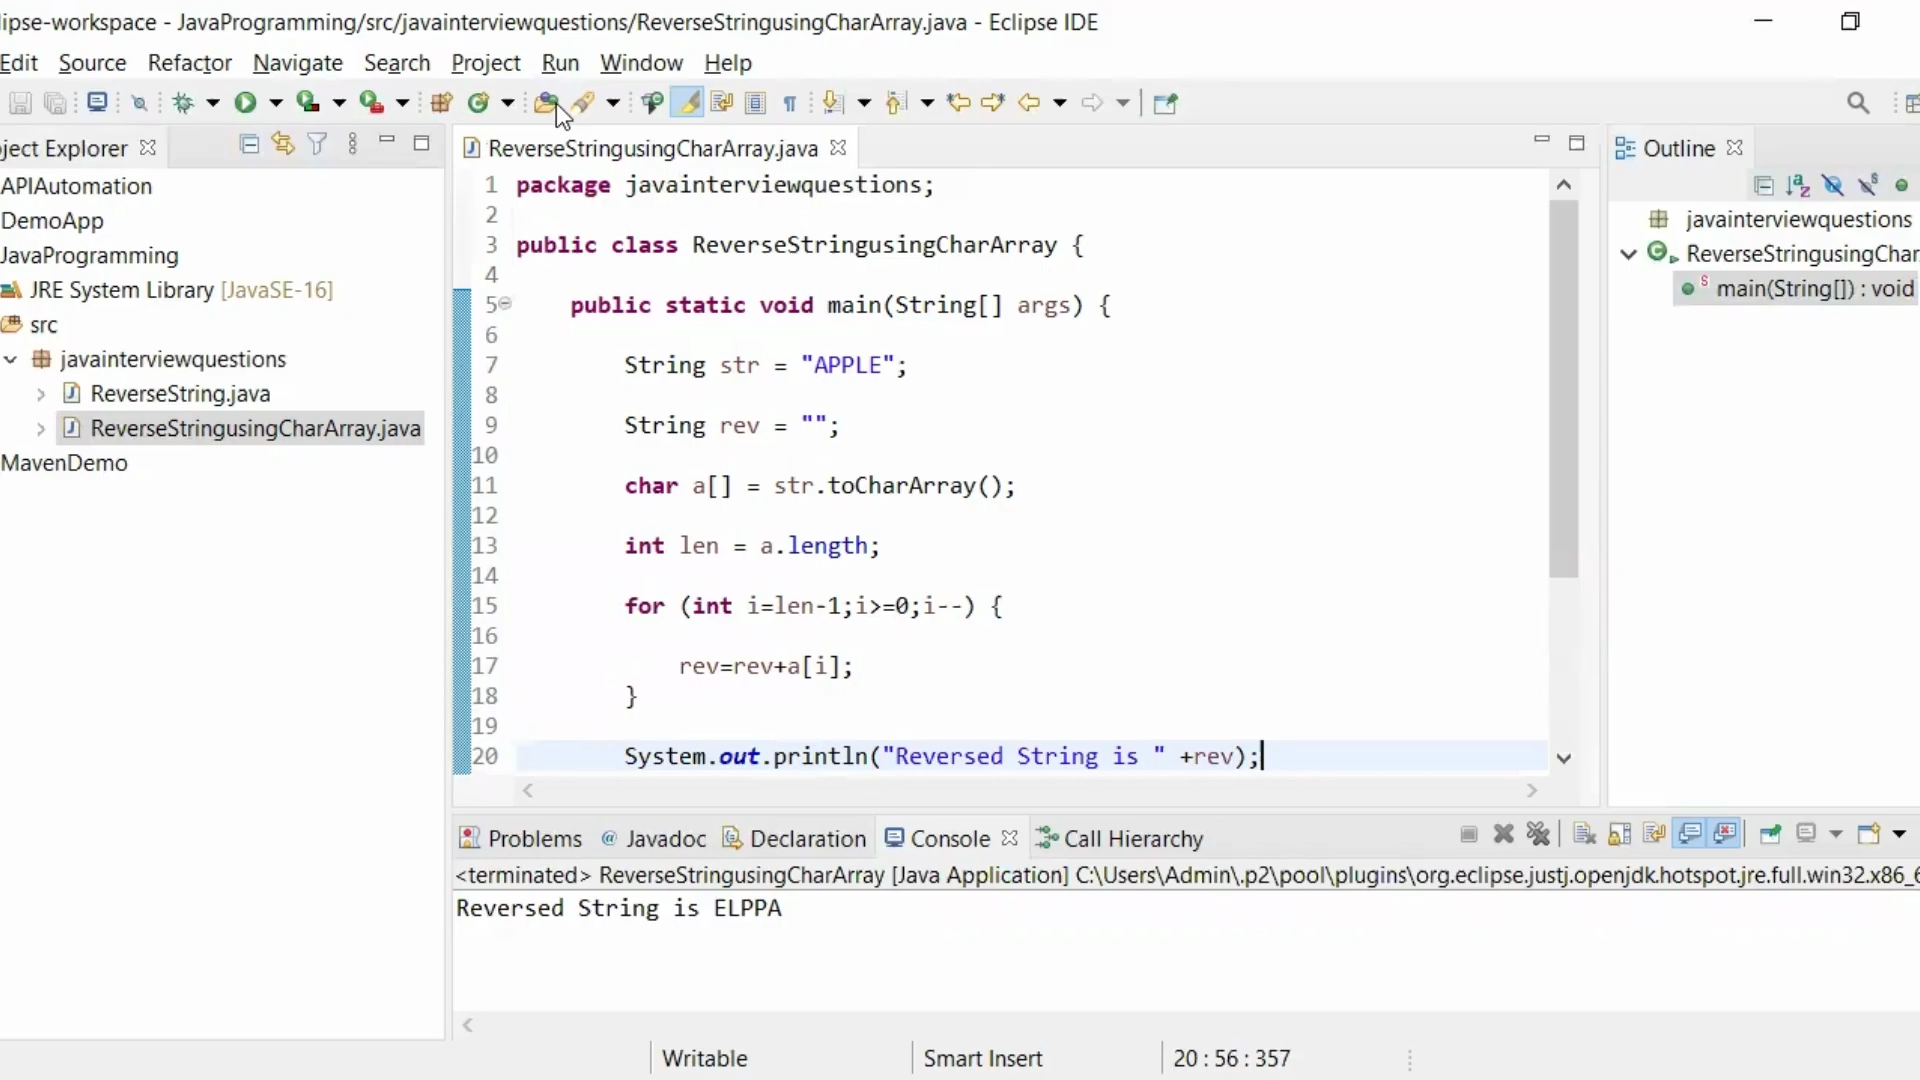 lipse-workspace - JavaProgramming/src/javainterviewquestions/ReverseStringusingCharArray.java - Eclipse IDE
Edit Source Refactor Navigate Search Project Run Window Help
ject Explorer
APIAutomation
DemoApp
JavaProgramming
JRE System Library [JavaSE-16]
src
javainterviewquestions
ReverseString.java
ReverseStringusingCharArray.java
MavenDemo
ReverseStringusingCharArray.java
1 package javainterviewquestions;
2
3 public class ReverseStringusingCharArray {
4
5 public static void main(String[] args) {
6
7 String str = "APPLE";
8
9 String rev = "";
10
11 char a[] = str.toCharArray();
12
13 int len = a.length;
14
15 for (int i=len-1;i>=0;i--) {
16
17 rev=rev+a[i];
18 }
19
20 System.out.println("Reversed String is " +rev);
Outline
javainterviewquestions
ReverseStringusingChar
main(String[]) : void
Problems @ Javadoc Declaration Console Call Hierarchy
<terminated> ReverseStringusingCharArray [Java Application] C:\Users\Admin\.p2\pool\plugins\org.eclipse.justj.openjdk.hotspot.jre.full.win32.x86_6
Reversed String is ELPPA
Writable Smart Insert 20 : 56 : 357